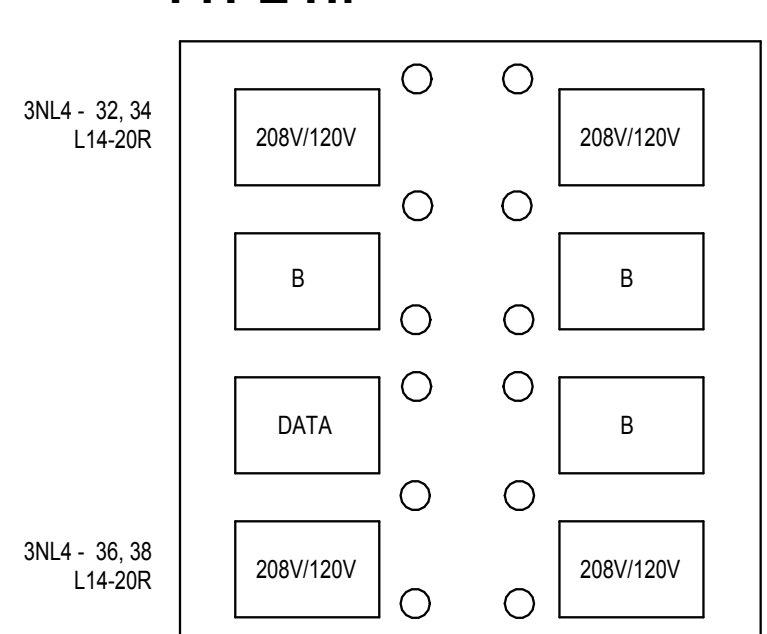 3NL4 - 32, 34
L14-20R
208V/120V
208V/120V
B
B
DATA
B
3NL4 - 36, 38
L14-20R
208V/120V
208V/120V